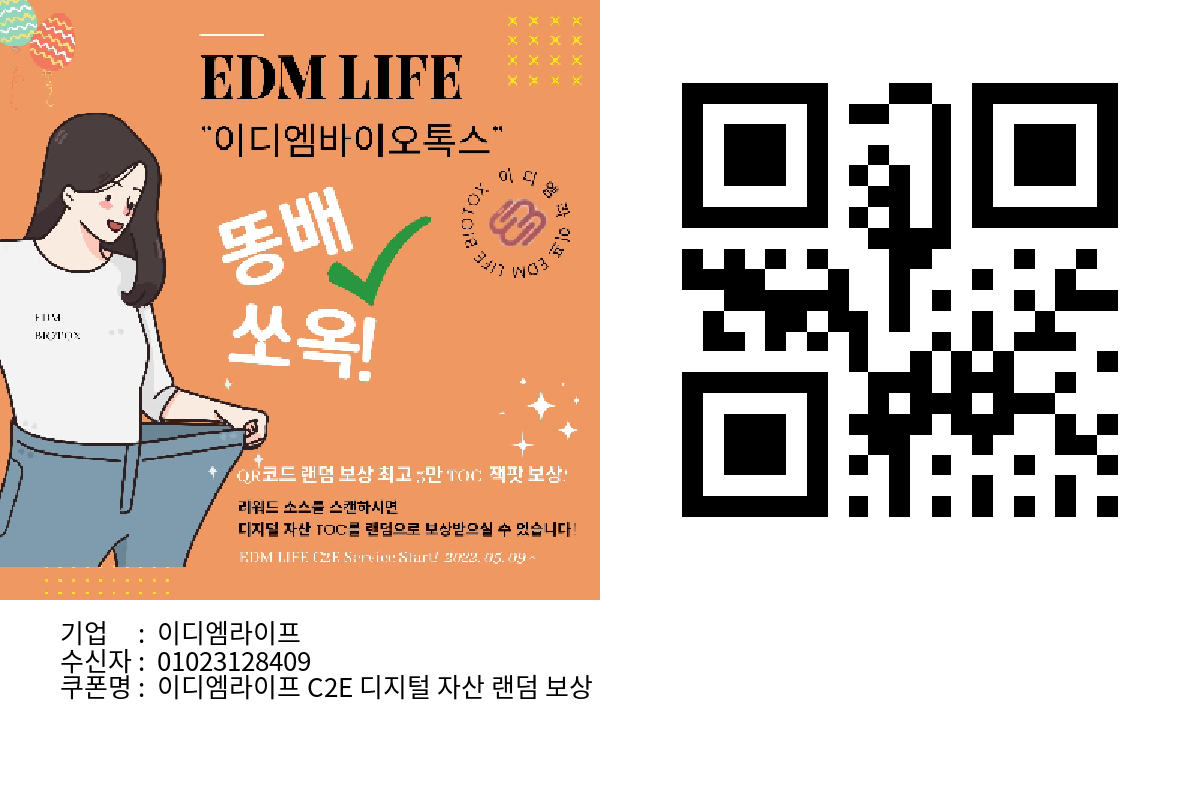 EDM LIFE
"이디엠바이오톡스"
이디엠라이프 EDM LIFE BIOTOX
똥배
쏘옥!
EDM
BIOTOX
QR코드 랜덤 보상 최고 5만 TOC 잭팟 보상!
리워드 소스를 스캔하시면
디지털 자산 TOC를 랜덤으로 보상받으실 수 있습니다!
EDM LIFE C2E Service Start! 2022. 05. 09 ~
기업 : 이디엠라이프
수신자 : 01023128409
쿠폰명 : 이디엠라이프 C2E 디지털 자산 랜덤 보상